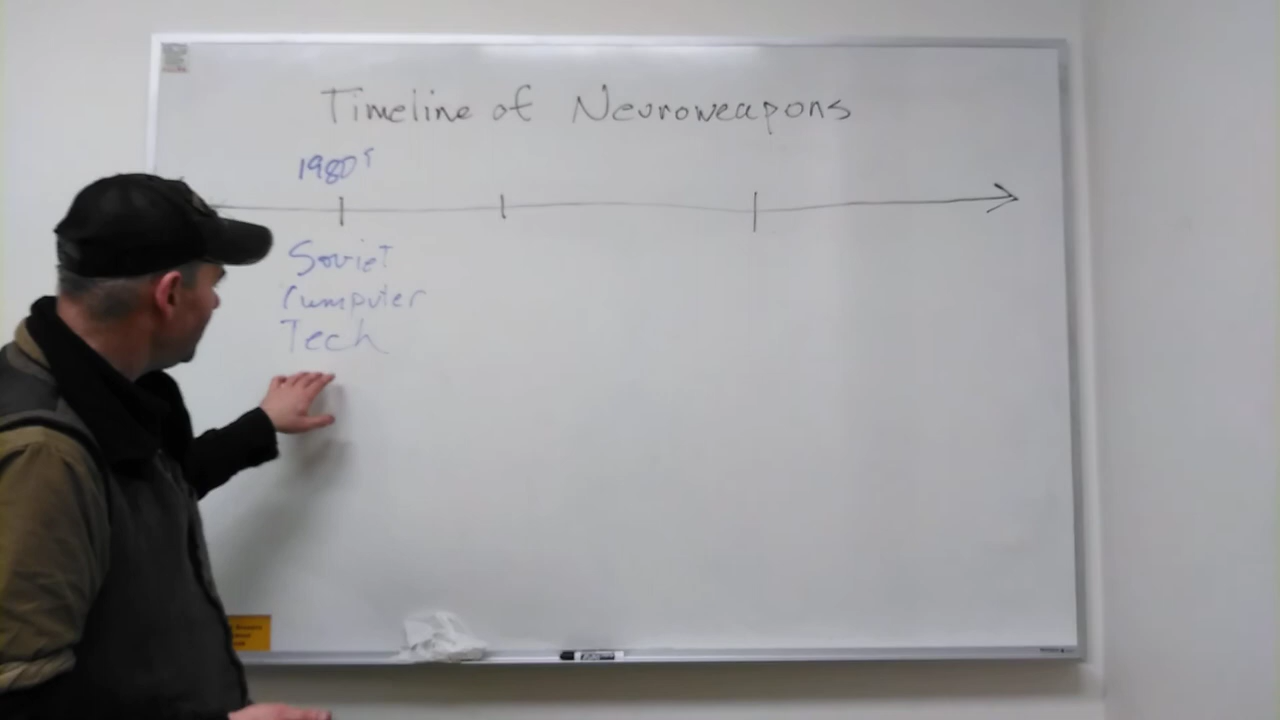 Timeline of Neuroweapons
1980s
Soviet
Computer
Tech